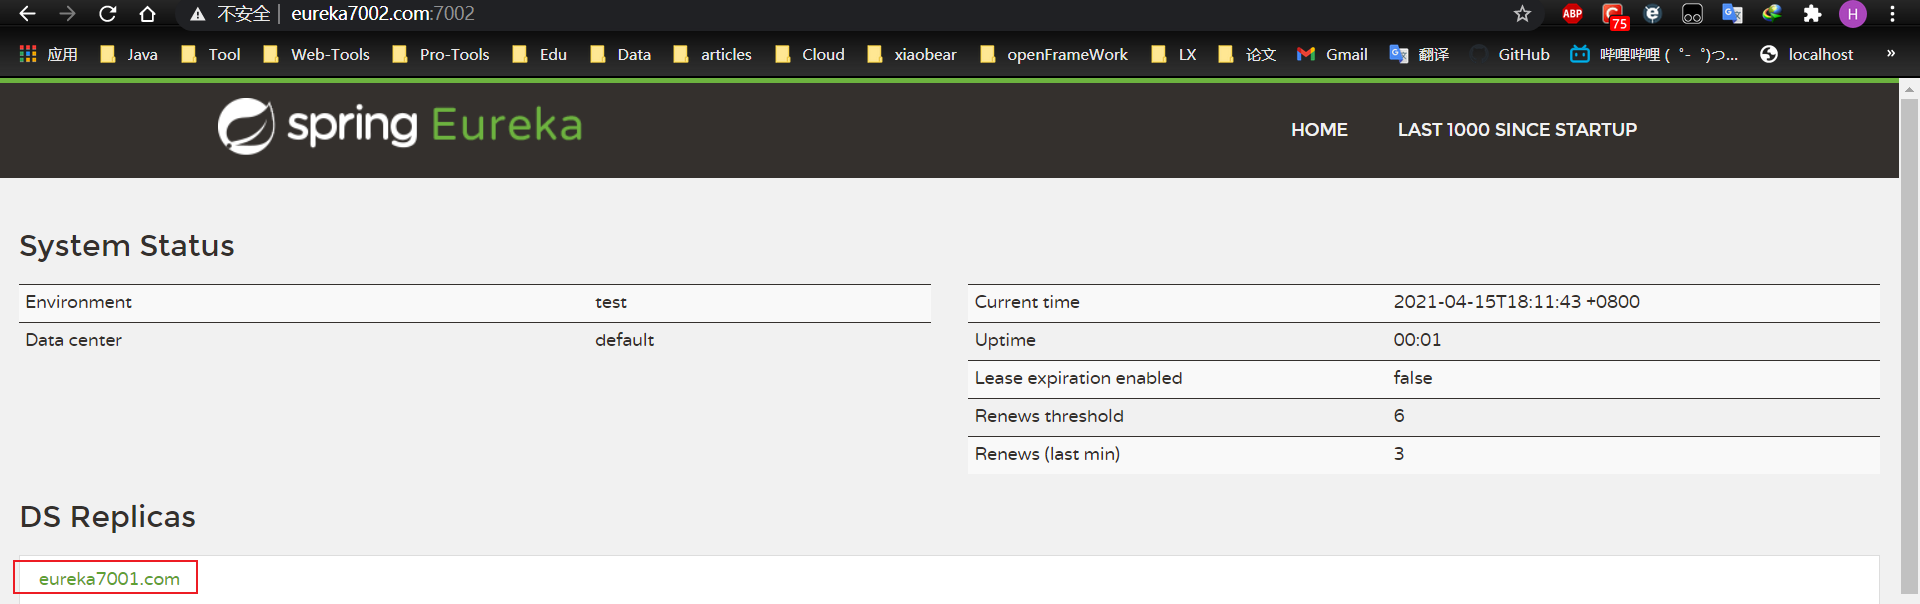 不安全 | eureka7002.com:7002
ABP 75 H
应用 Java Tool Web-Tools Pro-Tools Edu Data articles Cloud xiaobear openFrameWork LX 论文 Gmail 翻译 GitHub 哔哩哔哩 ( ゜- ゜)つ... localhost »
spring Eureka HOME LAST 1000 SINCE STARTUP
System Status
Environment test
Data center default
Current time 2021-04-15T18:11:43 +0800
Uptime 00:01
Lease expiration enabled false
Renews threshold 6
Renews (last min) 3
DS Replicas
eureka7001.com